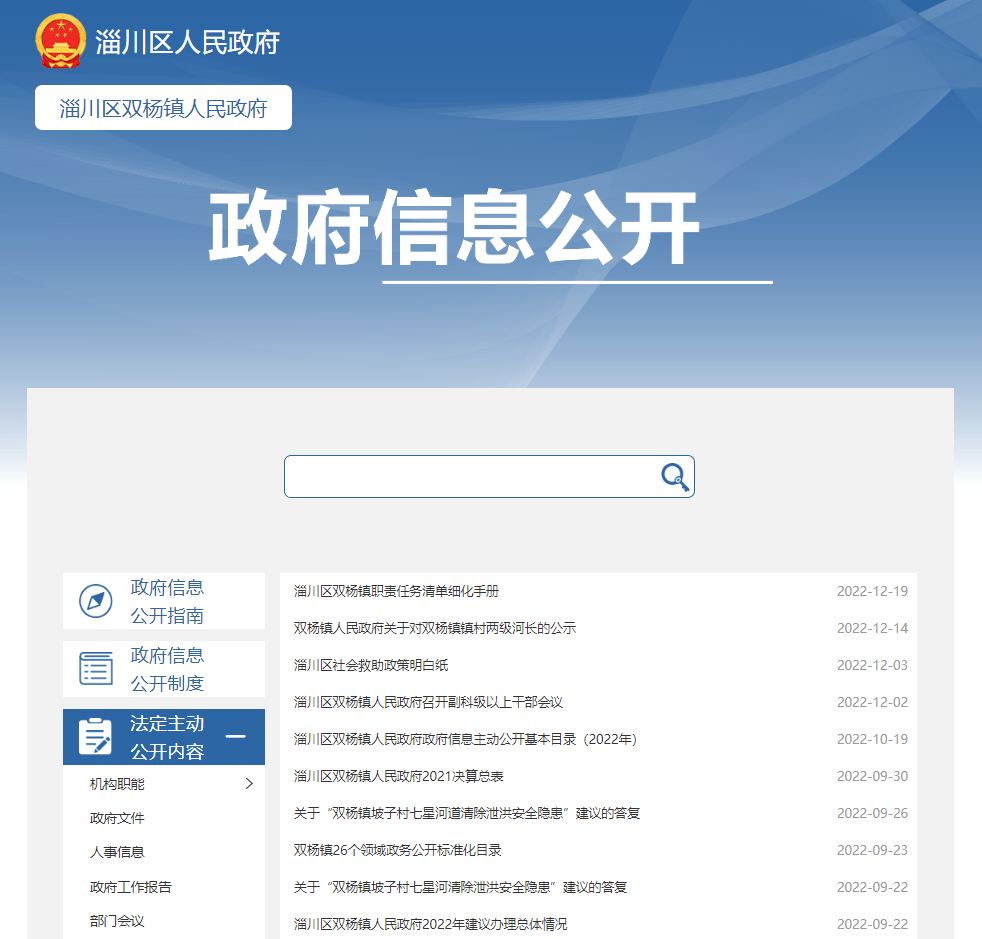 淄川区人民政府
淄川区双杨镇人民政府
政府信息公开
政府信息
公开指南
政府信息
公开制度
法定主动
公开内容
机构职能
政府文件
人事信息
政府工作报告
部门会议
淄川区双杨镇职责任务清单细化手册 2022-12-19
双杨镇人民政府关于对双杨镇镇村两级河长的公示 2022-12-14
淄川区社会救助政策明白纸 2022-12-03
淄川区双杨镇人民政府召开副科级以上干部会议 2022-12-02
淄川区双杨镇人民政府政府信息主动公开基本目录（2022年） 2022-10-19
淄川区双杨镇人民政府2021决算总表 2022-09-30
关于“双杨镇坡子村七星河道清除泄洪安全隐患”建议的答复 2022-09-26
双杨镇26个领域政务公开标准化目录 2022-09-23
关于“双杨镇坡子村七星河清除泄洪安全隐患”建议的答复 2022-09-22
淄川区双杨镇人民政府2022年建议办理总体情况 2022-09-22